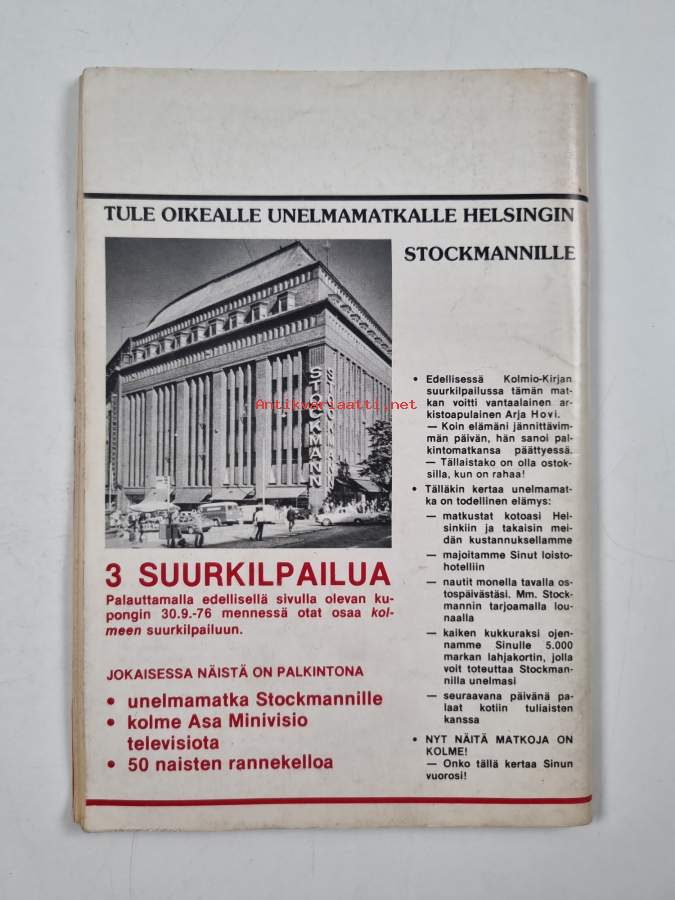 TULE OIKEALLE UNELMAMATKALLE HELSINGIN
STOCKMANNILLE
STOCKMANN
STOCKMANN
Antikvariaatti.net
3 SUURKILPAILUA
Palauttamalla edellisellä sivulla olevan ku-
pongin 30.9.-76 mennessä otat osaa kol-
meen suurkilpailuun.
JOKAISESSA NÄISTÄ ON PALKINTONA
• unelmamatka Stockmannille
• kolme Asa Minivisio
televisiota
• 50 naisten rannekelloa
• Edellisessä Kolmio-Kirjan
suurkilpailussa tämän mat-
kan voitti vantaalainen ar-
kistoapulainen Arja Hovi.
— Koin elämäni jännittävim-
män päivän, hän sanoi pal-
kintomatkansa päättyessä.
— Tällaistako on olla ostok-
silla, kun on rahaa!
• Tälläkin kertaa unelmamat-
ka on todellinen elämys:
— matkustat kotoasi Hel-
sinkiin ja takaisin mei-
dän kustannuksellamme
— majoitamme Sinut loisto-
hotelliin
— nautit monella tavalla os-
tospäivästäsi. Mm. Stock-
mannin tarjoamalla lou-
naalla
— kaiken kukkuraksi ojen-
namme Sinulle 5.000
markan lahjakortin, jolla
voit toteuttaa Stockman-
nilla unelmasi
— seuraavana päivänä pa-
laat kotiin tuliaisten
kanssa
• NYT NÄITÄ MATKOJA ON
KOLME!
— Onko tällä kertaa Sinun
vuorosi!